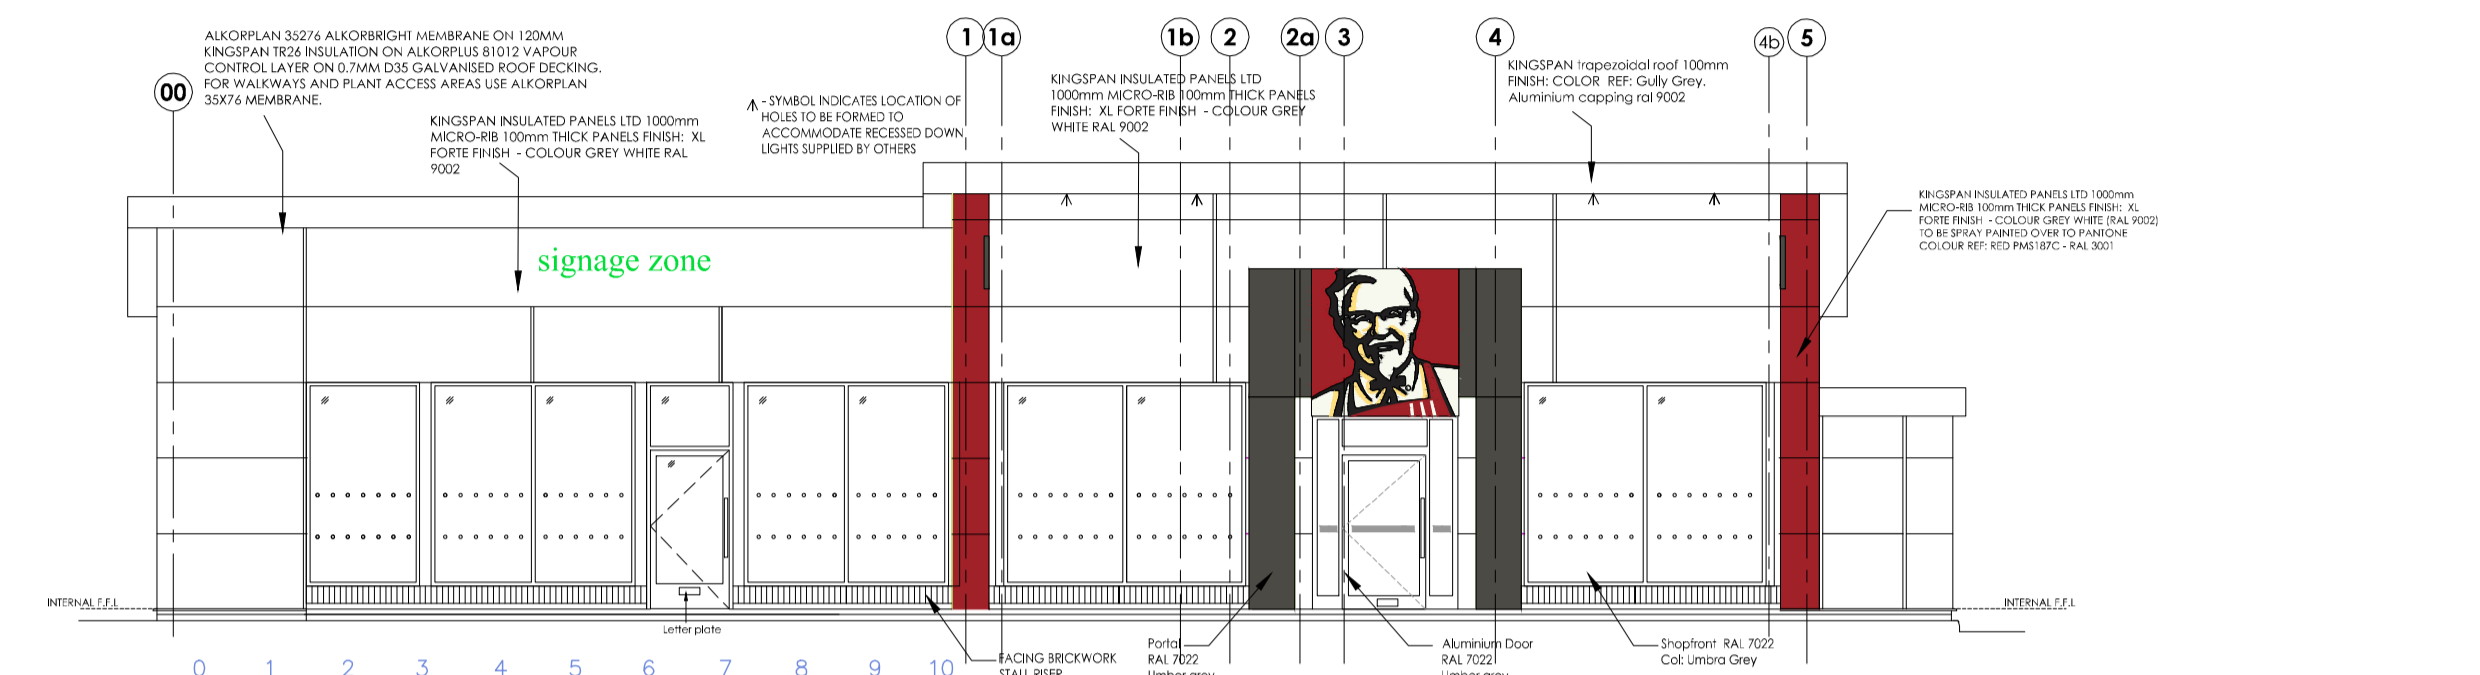 ALKORPLAN 35276 ALKORBRIGHT MEMBRANE ON 120MM
KINGSPAN TR26 INSULATION ON ALKORPLUS 81012 VAPOUR
CONTROL LAYER ON 0.7MM D35 GALVANISED ROOF DECKING.
FOR WALKWAYS AND PLANT ACCESS AREAS USE ALKORPLAN
35X76 MEMBRANE.
00
KINGSPAN INSULATED PANELS LTD 1000mm
MICRO-RIB 100mm THICK PANELS FINISH: XL
FORTE FINISH - COLOUR GREY WHITE RAL
9002
- SYMBOL INDICATES LOCATION OF
HOLES TO BE FORMED TO
ACCOMMODATE RECESSED DOWN
LIGHTS SUPPLIED BY OTHERS
1
1a
1b
2
2a
3
4
4b
5
KINGSPAN INSULATED PANELS LTD
1000mm MICRO-RIB 100mm THICK PANELS
FINISH: XL FORTE FINISH - COLOUR GREY
WHITE RAL 9002
KINGSPAN trapezoidal roof 100mm
FINISH: COLOR REF: Gully Grey.
Aluminium capping ral 9002
KINGSPAN INSULATED PANELS LTD 1000mm
MICRO-RIB 100mm THICK PANELS FINISH: XL
FORTE FINISH - COLOUR GREY WHITE (RAL 9002)
TO BE SPRAY PAINTED OVER TO PANTONE
COLOUR REF: RED PMS187C - RAL 3001
signage zone
INTERNAL F.F.L
INTERNAL F.F.L
Letter plate
FACING BRICKWORK
STALL RISER
Portal
RAL 7022
Umber grey
Aluminium Door
RAL 7022
Umber grey
Shopfront RAL 7022
Col: Umbra Grey
0 1 2 3 4 5 6 7 8 9 10